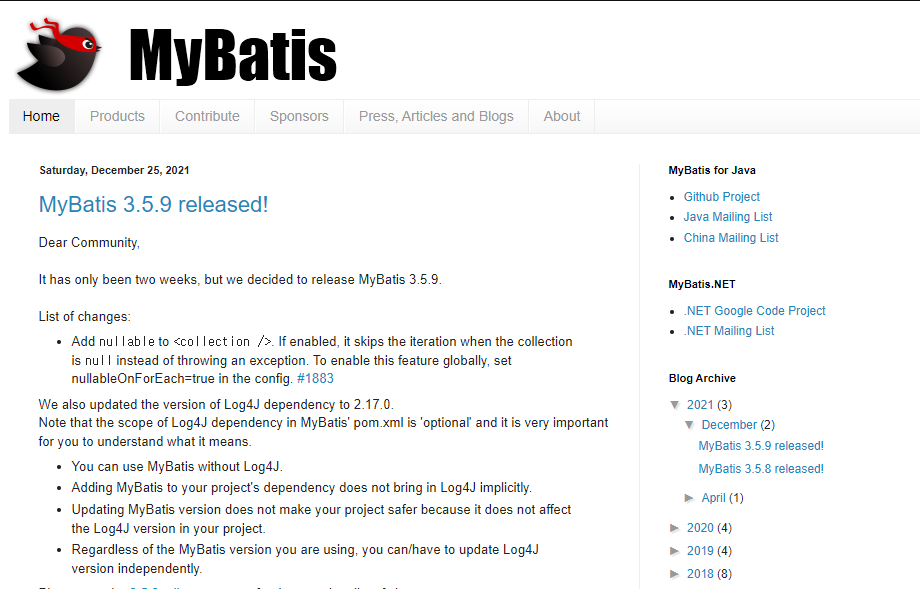 MyBatis
Home
Products
Contribute
Sponsors
Press, Articles and Blogs
About
Saturday, December 25, 2021
MyBatis 3.5.9 released!
Dear Community,
It has only been two weeks, but we decided to release MyBatis 3.5.9.
List of changes:
Add nullable to <collection />. If enabled, it skips the iteration when the collection
is null instead of throwing an exception. To enable this feature globally, set
nullableOnForEach=true in the config. #1883
We also updated the version of Log4J dependency to 2.17.0.
Note that the scope of Log4J dependency in MyBatis' pom.xml is 'optional' and it is very important
for you to understand what it means.
You can use MyBatis without Log4J.
Adding MyBatis to your project's dependency does not bring in Log4J implicitly.
Updating MyBatis version does not make your project safer because it does not affect
the Log4J version in your project.
Regardless of the MyBatis version you are using, you can/have to update Log4J
version independently.
MyBatis for Java
Github Project
Java Mailing List
China Mailing List
MyBatis.NET
.NET Google Code Project
.NET Mailing List
Blog Archive
▼ 2021 (3)
▼ December (2)
MyBatis 3.5.9 released!
MyBatis 3.5.8 released!
► April (1)
► 2020 (4)
► 2019 (4)
► 2018 (8)